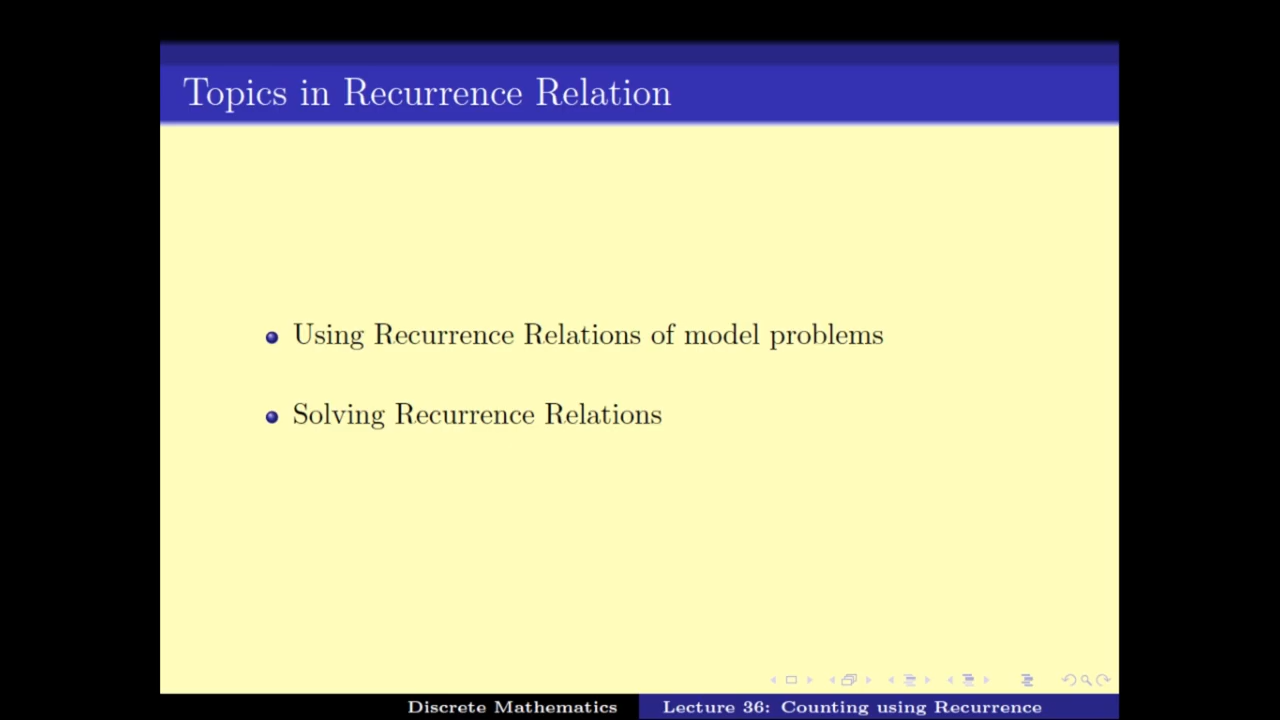 Topics in Recurrence Relation
Using Recurrence Relations of model problems
Solving Recurrence Relations
Discrete Mathematics
Lecture 36: Counting using Recurrence